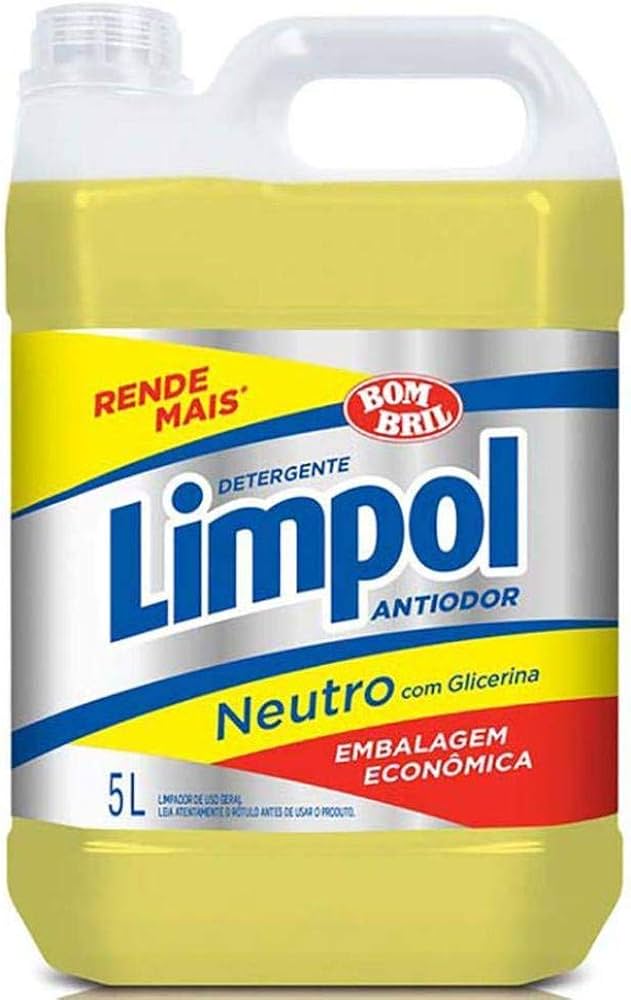 RENDE
MAIS*
BOM
BRIL
DETERGENTE
Limpol
ANTIODOR
Neutro com Glicerina
EMBALAGEM
ECONÔMICA
5L
LIMPADOR DE USO GERAL.
LEIA ATENTAMENTE O RÓTULO ANTES DE USAR O PRODUTO.